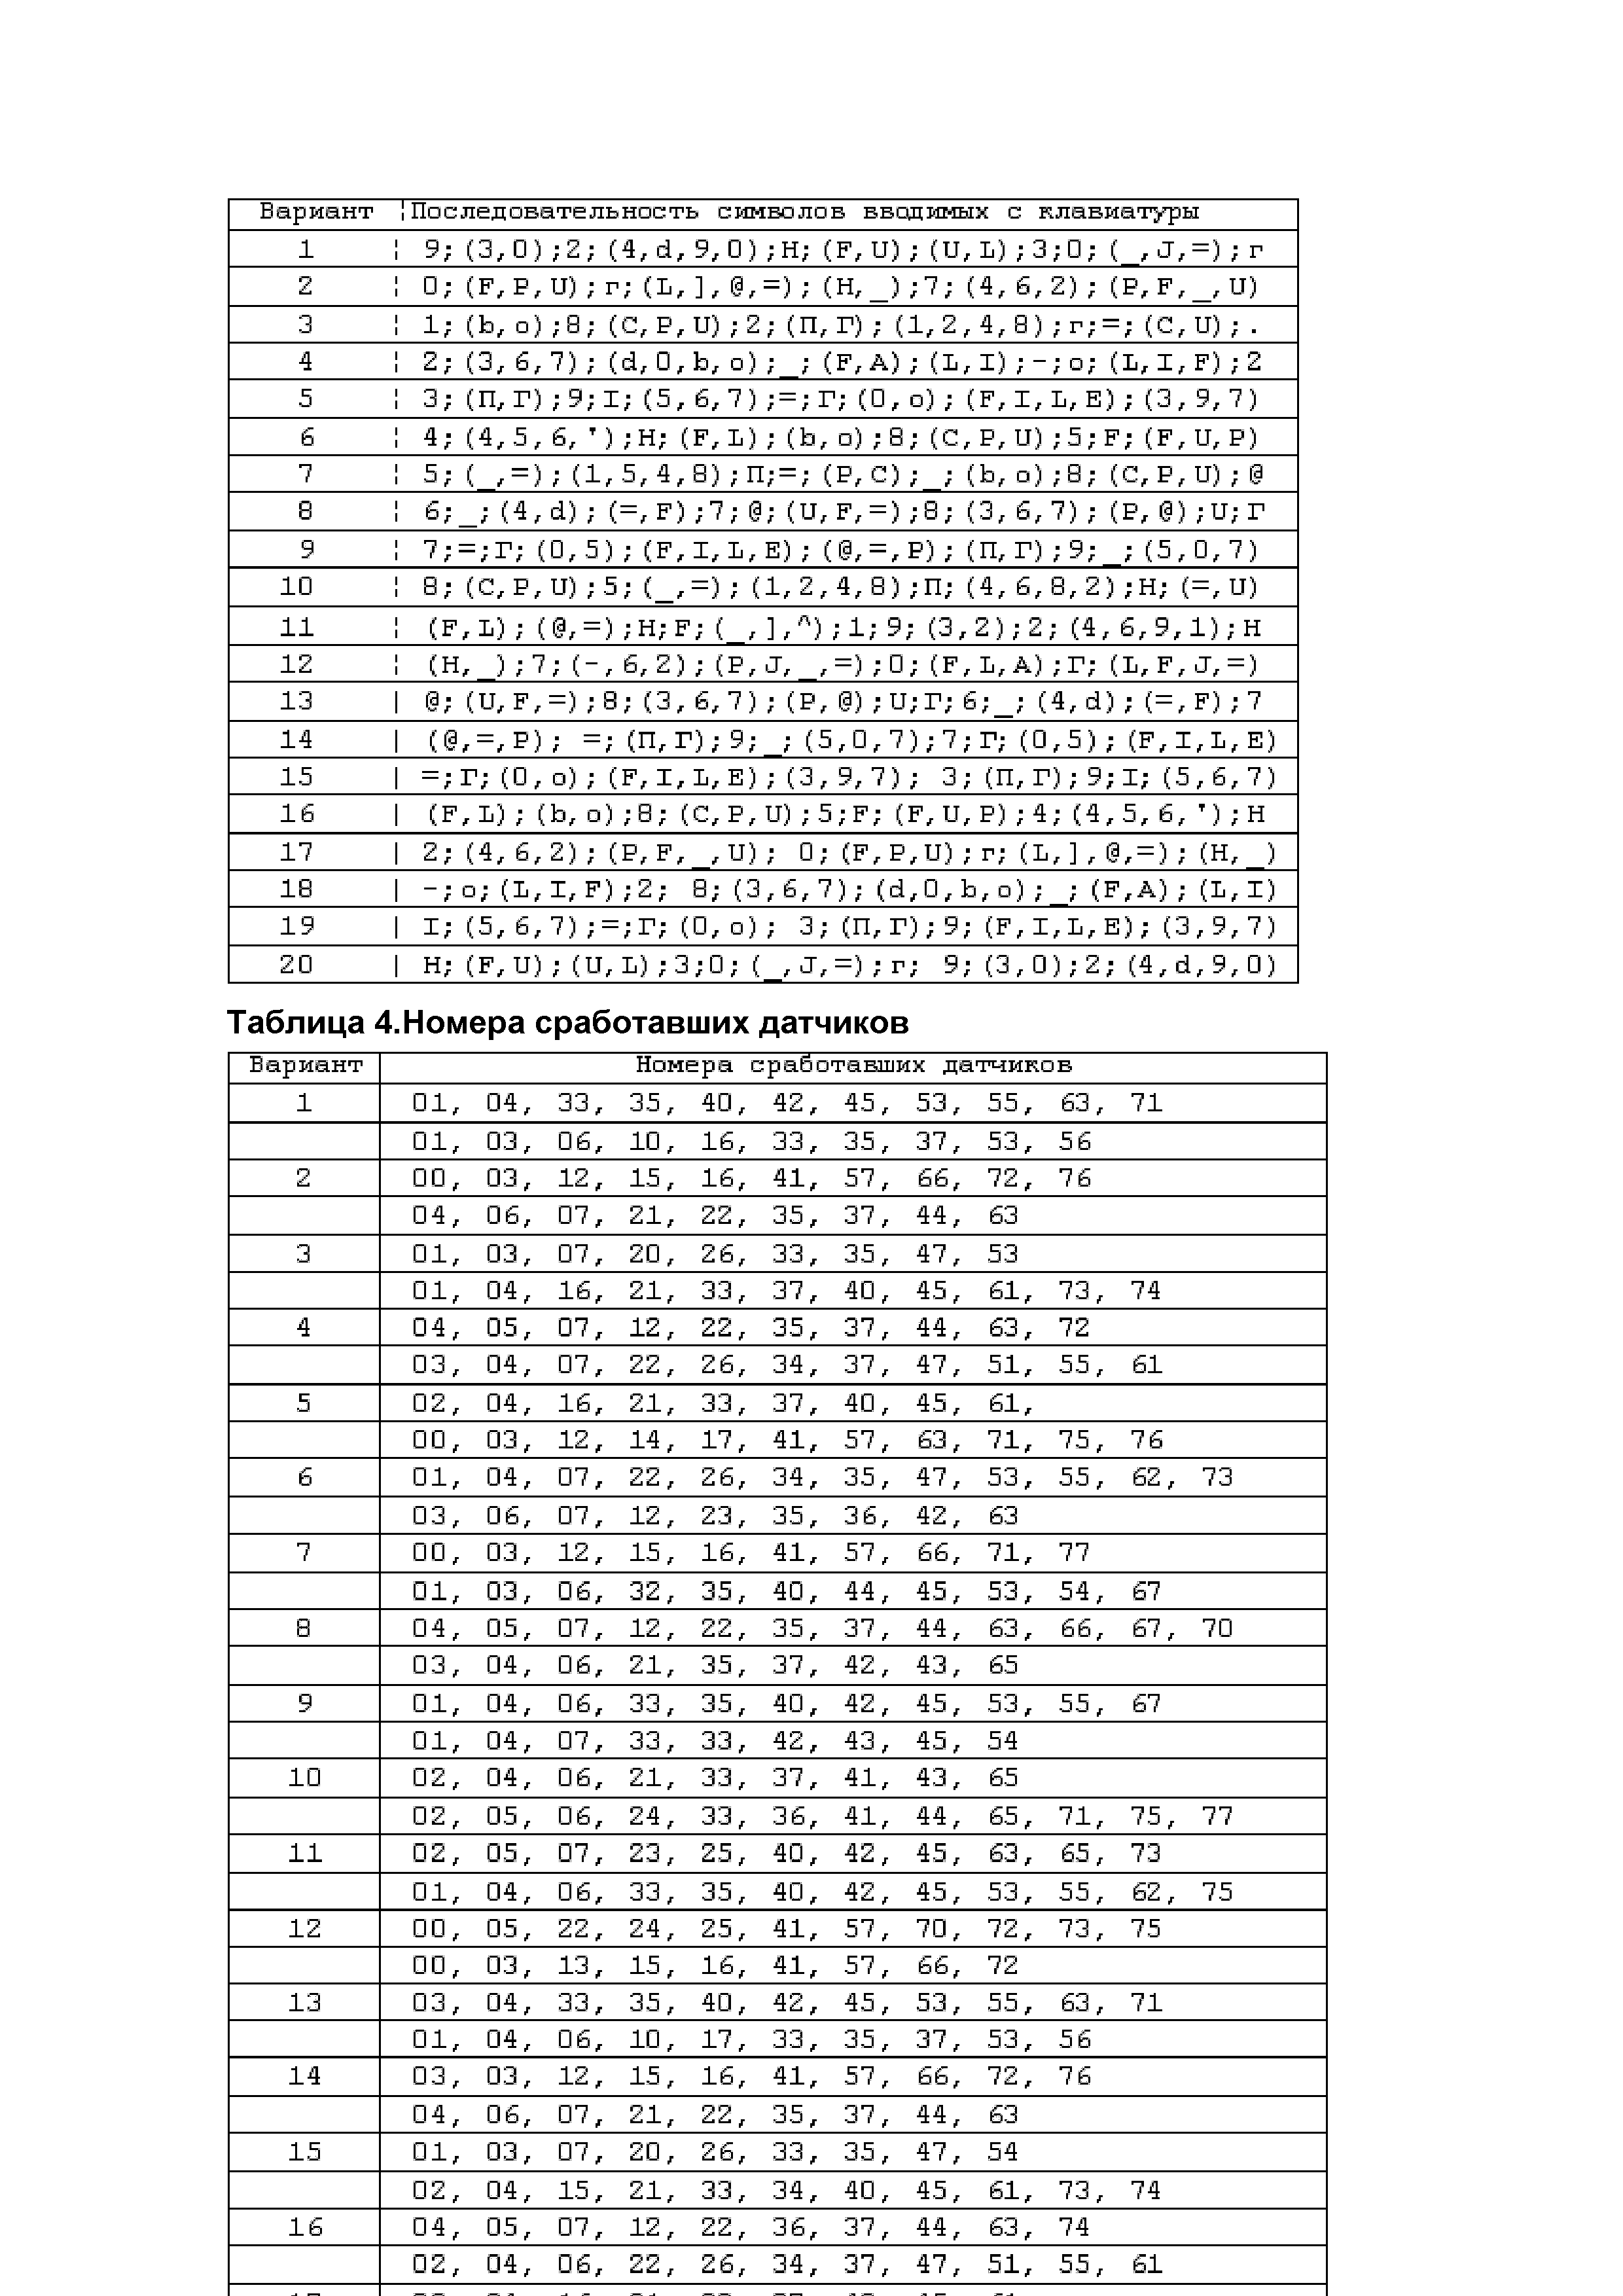 Вариант ¦Последовательность символов вводимых с клавиатуры
1 ¦ 9;(3,0);2;(4,d,9,0);H;(F,U);(U,L);3;0;(_,J,=);г
2 ¦ 0;(F,P,U);г;(L,],@,=);(H,_);7;(4,6,2);(P,F,_,U)
3 ¦ 1;(b,o);8;(C,P,U);2;(П,Г);(1,2,4,8);г;=;(C,U);.
4 ¦ 2;(3,6,7);(d,0,b,o);_;(F,A);(L,I);-;o;(L,I,F);2
5 ¦ 3;(П,Г);9;I;(5,6,7);=;Г;(0,o);(F,I,L,E);(3,9,7)
6 ¦ 4;(4,5,6,');H;(F,L);(b,o);8;(C,P,U);5;F;(F,U,P)
7 ¦ 5;(_,=);(1,5,4,8);П;=;(P,C);_;(b,o);8;(C,P,U);@
8 ¦ 6;_;(4,d);(=,F);7;@;(U,F,=);8;(3,6,7);(P,@);U;Г
9 ¦ 7;=;Г;(0,5);(F,I,L,E);(@,=,P);(П,Г);9;_;(5,0,7)
10 ¦ 8;(C,P,U);5;(_,=);(1,2,4,8);П;(4,6,8,2);H;(=,U)
11 ¦ (F,L);(@,=);H;F;(_,],^);1;9;(3,2);2;(4,6,9,1);H
12 ¦ (H,_);7;(-,6,2);(P,J,_,=);0;(F,L,A);Г;(L,F,J,=)
13 | @;(U,F,=);8;(3,6,7);(P,@);U;Г;6;_;(4,d);(=,F);7
14 | (@,=,P); =;(П,Г);9;_;(5,0,7);7;Г;(0,5);(F,I,L,E)
15 | =;Г;(0,o);(F,I,L,E);(3,9,7); 3;(П,Г);9;I;(5,6,7)
16 | (F,L);(b,o);8;(C,P,U);5;F;(F,U,P);4;(4,5,6,');H
17 | 2;(4,6,2);(P,F,_,U); 0;(F,P,U);г;(L,],@,=);(H,_)
18 | -;o;(L,I,F);2; 8;(3,6,7);(d,0,b,o);_;(F,A);(L,I)
19 | I;(5,6,7);=;Г;(0,o); 3;(П,Г);9;(F,I,L,E);(3,9,7)
20 | H;(F,U);(U,L);3;0;(_,J,=);г; 9;(3,0);2;(4,d,9,0)
Таблица 4.Номера сработавших датчиков
Вариант Номера сработавших датчиков
1 01, 04, 33, 35, 40, 42, 45, 53, 55, 63, 71
01, 03, 06, 10, 16, 33, 35, 37, 53, 56
2 00, 03, 12, 15, 16, 41, 57, 66, 72, 76
04, 06, 07, 21, 22, 35, 37, 44, 63
3 01, 03, 07, 20, 26, 33, 35, 47, 53
01, 04, 16, 21, 33, 37, 40, 45, 61, 73, 74
4 04, 05, 07, 12, 22, 35, 37, 44, 63, 72
03, 04, 07, 22, 26, 34, 37, 47, 51, 55, 61
5 02, 04, 16, 21, 33, 37, 40, 45, 61,
00, 03, 12, 14, 17, 41, 57, 63, 71, 75, 76
6 01, 04, 07, 22, 26, 34, 35, 47, 53, 55, 62, 73
03, 06, 07, 12, 23, 35, 36, 42, 63
7 00, 03, 12, 15, 16, 41, 57, 66, 71, 77
01, 03, 06, 32, 35, 40, 44, 45, 53, 54, 67
8 04, 05, 07, 12, 22, 35, 37, 44, 63, 66, 67, 70
03, 04, 06, 21, 35, 37, 42, 43, 65
9 01, 04, 06, 33, 35, 40, 42, 45, 53, 55, 67
01, 04, 07, 33, 33, 42, 43, 45, 54
10 02, 04, 06, 21, 33, 37, 41, 43, 65
02, 05, 06, 24, 33, 36, 41, 44, 65, 71, 75, 77
11 02, 05, 07, 23, 25, 40, 42, 45, 63, 65, 73
01, 04, 06, 33, 35, 40, 42, 45, 53, 55, 62, 75
12 00, 05, 22, 24, 25, 41, 57, 70, 72, 73, 75
00, 03, 13, 15, 16, 41, 57, 66, 72
13 03, 04, 33, 35, 40, 42, 45, 53, 55, 63, 71
01, 04, 06, 10, 17, 33, 35, 37, 53, 56
14 03, 03, 12, 15, 16, 41, 57, 66, 72, 76
04, 06, 07, 21, 22, 35, 37, 44, 63
15 01, 03, 07, 20, 26, 33, 35, 47, 54
02, 04, 15, 21, 33, 34, 40, 45, 61, 73, 74
16 04, 05, 07, 12, 22, 36, 37, 44, 63, 74
02, 04, 06, 22, 26, 34, 37, 47, 51, 55, 61